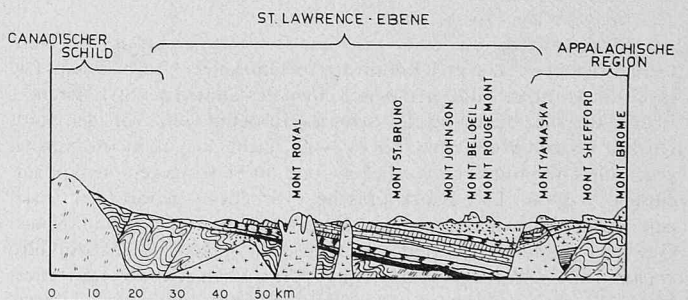 ST. LAWRENCE - EBENE
CANADISCHER
SCHILD
APPALACHISCHE
REGION
MONT ROYAL
MONT ST. BRUNO
MONT JOHNSON
MONT BELOEIL
MONT ROUGEMONT
MONT YAMASKA
MONT SHEFFORD
MONT BROME
0 10 20 30 40 50 km